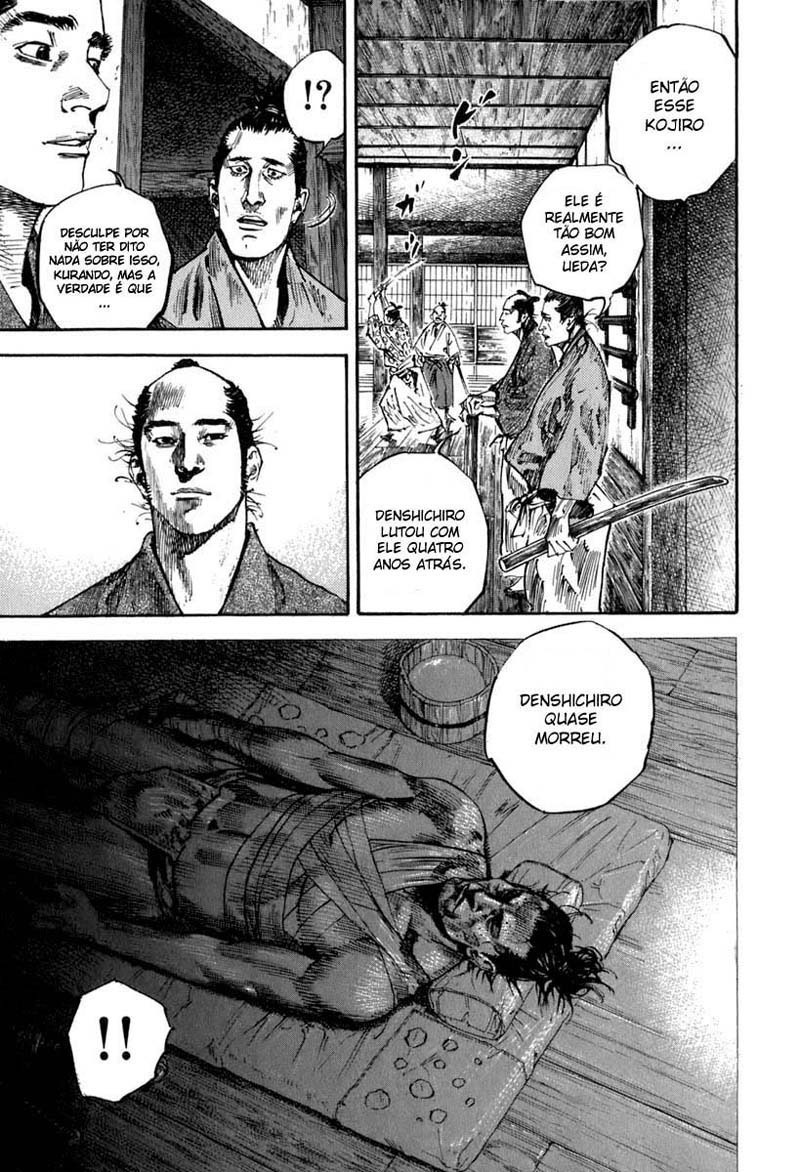 ENTÃO
ESSE
KOJIRO
...
ELE É
REALMENTE
TÃO BOM
ASSIM,
UEDA?
DENSHICHIRO
LUTOU COM
ELE QUATRO
ANOS ATRÁS.
!?
DESCULPE POR
NÃO TER DITO
NADA SOBRE ISSO,
KURANDO, MAS A
VERDADE É QUE
...
DENSHICHIRO
QUASE
MORREU.
!!